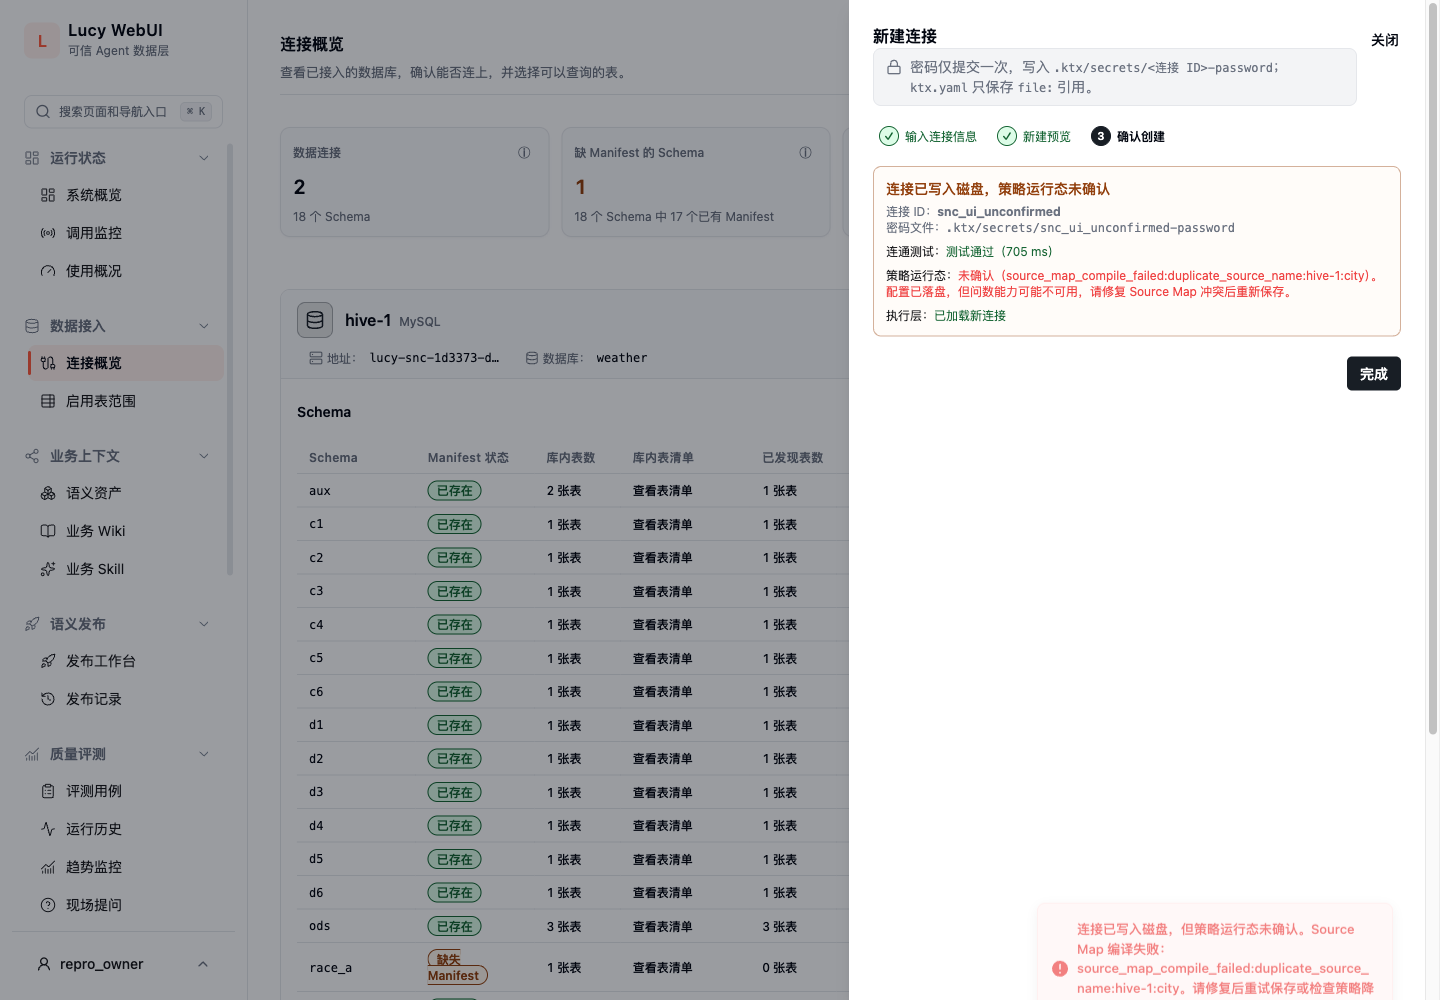 L
Lucy WebUI
可信 Agent 数据层
搜索页面和导航入口
⌘ K
运行状态
系统概览
调用监控
使用概况
数据接入
连接概览
启用表范围
业务上下文
语义资产
业务 Wiki
业务 Skill
语义发布
发布工作台
发布记录
质量评测
评测用例
运行历史
趋势监控
现场提问
repro_owner
连接概览
查看已接入的数据库，确认能否连上，并选择可以查询的表。
数据连接
2
18 个 Schema
缺 Manifest 的 Schema
1
18 个 Schema 中 17 个已有 Manifest
hive-1 MySQL
地址： lucy-snc-1d3373-d… 数据库： weather
Schema
Schema Manifest 状态 库内表数 库内表清单 已发现表数
aux 已存在 2 张表 查看表清单 1 张表
c1 已存在 1 张表 查看表清单 1 张表
c2 已存在 1 张表 查看表清单 1 张表
c3 已存在 1 张表 查看表清单 1 张表
c4 已存在 1 张表 查看表清单 1 张表
c5 已存在 1 张表 查看表清单 1 张表
c6 已存在 1 张表 查看表清单 1 张表
d1 已存在 1 张表 查看表清单 1 张表
d2 已存在 1 张表 查看表清单 1 张表
d3 已存在 1 张表 查看表清单 1 张表
d4 已存在 1 张表 查看表清单 1 张表
d5 已存在 1 张表 查看表清单 1 张表
d6 已存在 1 张表 查看表清单 1 张表
ods 已存在 3 张表 查看表清单 3 张表
race_a 缺失 Manifest 1 张表 查看表清单 0 张表
新建连接
关闭
密码仅提交一次，写入 .ktx/secrets/<连接 ID>-password；
ktx.yaml 只保存 file: 引用。
输入连接信息 新建预览 3 确认创建
连接已写入磁盘，策略运行态未确认
连接 ID：snc_ui_unconfirmed
密码文件：.ktx/secrets/snc_ui_unconfirmed-password
连通测试：测试通过（705 ms）
策略运行态：未确认（source_map_compile_failed:duplicate_source_name:hive-1:city）。
配置已落盘，但问数能力可能不可用，请修复 Source Map 冲突后重新保存。
执行层：已加载新连接
完成
连接已写入磁盘，但策略运行态未确认。Source
Map 编译失败：
source_map_compile_failed:duplicate_source_
name:hive-1:city。请修复后重试保存或检查策略降